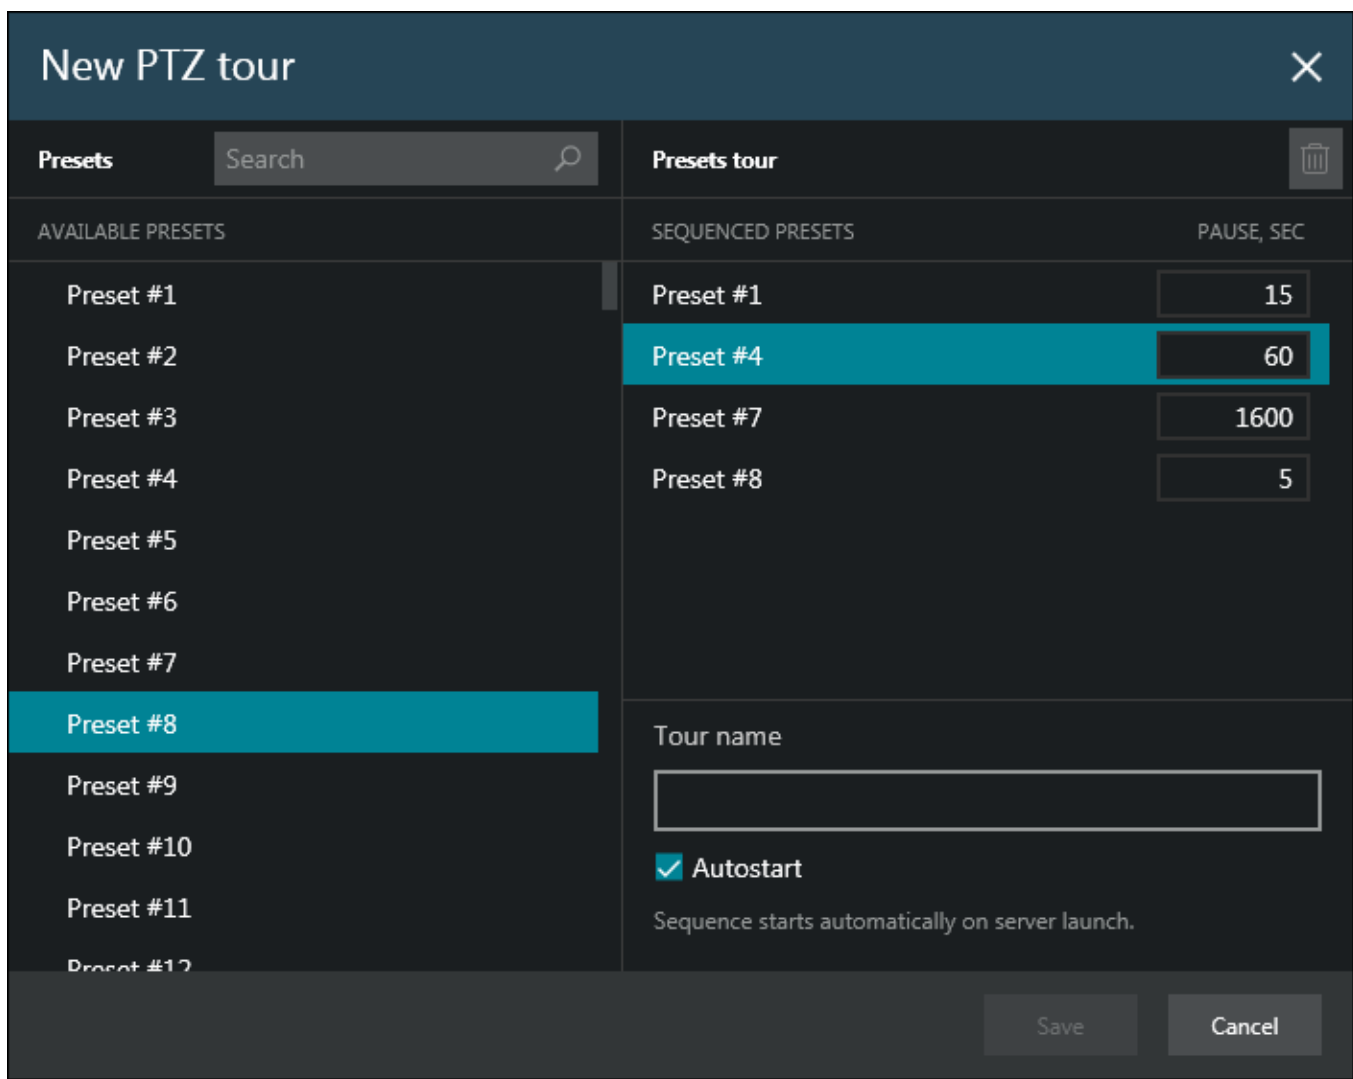 New PTZ tour
Presets
Search
AVAILABLE PRESETS
Preset #1
Preset #2
Preset #3
Preset #4
Preset #5
Preset #6
Preset #7
Preset #8
Preset #9
Preset #10
Preset #11
Preset #12
Presets tour
SEQUENCED PRESETS PAUSE, SEC
Preset #1 15
Preset #4 60
Preset #7 1600
Preset #8 5
Tour name
Autostart
Sequence starts automatically on server launch.
Save Cancel